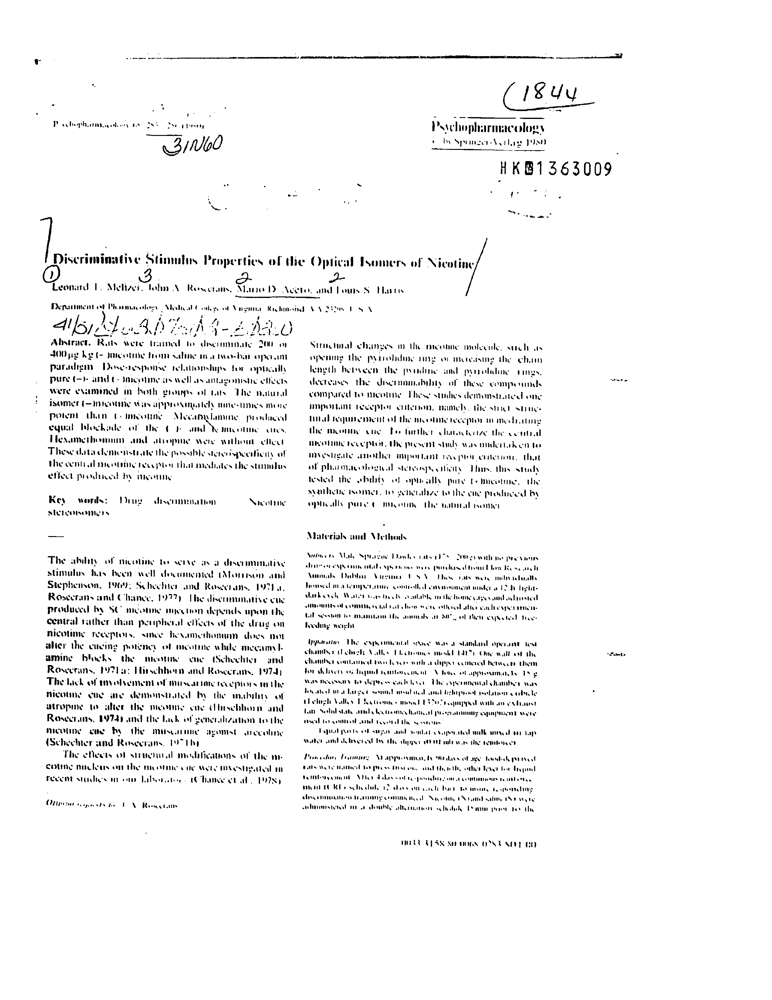 (1844
Psychopharmacology
31N60
Psychopharmacology
© by Springer-Verlag 1980
HK 1363009
Discriminative Stimulus Properties of the Optical Isomers of Nicotine
1 3 2 2
Leonard T. Meltzer, John A. Rosecrans, Mario D. Aceto, and Louis S. Harris
Department of Pharmacology, Medical College of Virginia, Richmond, VA 23298, U.S.A.
Abstract. Rats were trained to discriminate 200 or
400 µg/kg (-)-nicotine from saline in a two-bar operant
paradigm. Dose-response relationships for optically
pure (+)- and (-)-nicotine as well as antagonistic effects
were examined in both groups of rats. The natural
isomer (-)-nicotine was approximately nine-times more
potent than (+)-nicotine. Mecamylamine produced
equal blockade of the (+)- and (-)-nicotine cues.
Hexamethonium and atropine were without effect.
These data demonstrate the possible stereospecificity of
the central nicotine receptor that mediates the stimulus
effect produced by nicotine.
Key words: Drug discrimination Nicotine
stereoisomers
The ability of nicotine to serve as a discriminative
stimulus has been well documented (Morrison and
Stephenson, 1969; Schechter and Rosecrans, 1971a;
Rosecrans and Chance, 1977). The discriminative cue
produced by SC nicotine injection depends upon the
central rather than peripheral effects of the drug on
nicotine receptors, since hexamethonium does not
alter the cueing potency of nicotine while mecamyl-
amine blocks the nicotine cue (Schechter and
Rosecrans, 1971a; Hirschhorn and Rosecrans, 1974).
The lack of involvement of muscarinic receptors in the
nicotine cue are demonstrated by the inability of
atropine to alter the nicotine cue (Hirschhorn and
Rosecrans, 1974) and the lack of generalization to the
nicotine cue by the muscarine agonist arecoline
(Schechter and Rosecrans, 1971b).
The effects of structural modifications of the ni-
cotine nucleus on the nicotine cue were investigated in
recent studies in our laboratory (Chance et al., 1978).
Offprint requests to: J. A. Rosecrans
Structural changes in the nicotine molecule, such as
opening the pyrrolidine ring or increasing the chain
length between the pyridine and pyrrolidine rings,
decreases the discriminability of these compounds
compared to nicotine. These studies demonstrated one
important receptor criterion, namely, the strict struc-
tural requirement of the nicotine receptor in mediating
the nicotine cue. To further characterize the central
nicotine receptor, the present study was undertaken to
investigate another important receptor criterion, that
of pharmacological stereospecificity. Thus, this study
tested the ability of optically pure (+)-nicotine, the
synthetic isomer, to generalize to the cue produced by
optically pure (-)-nicotine, the natural isomer.
Materials and Methods
Subjects. Male Sprague-Dawley rats (175-200 g) with no previous
drug or experimental experience were purchased from Flow Research
Animals, Dublin, Virginia, U.S.A. These rats were individually
housed in a temperature controlled environment under a 12-h light-
dark cycle. Water was freely available in the home cages and adjusted
amounts of commercial rat chow were offered after each experimen-
tal session to maintain the animals at 80% of their expected free-
feeding weight.
Apparatus. The experimental space was a standard operant test
chamber (Lehigh Valley Electronics model 1417). One wall of the
chamber contained two levers with a dipper centered between them
for delivery of liquid reinforcement. A force of approximately 15 g
was necessary to depress each lever. The experimental chamber was
located in a larger sound insulated and lightproof isolation cubicle
(Lehigh Valley Electronics model 1322) equipped with an exhaust
fan. Solid state and electromechanical programming equipment were
used to control and record the sessions.
Equal parts of sugar and nonfat evaporated milk mixed in tap
water and delivered by the dipper (0.01 ml) was the reinforcer.
Procedure. Training. At approximately 90 days of age, food-deprived
rats were trained to press first one, and then the other lever for liquid
reinforcement. After 4 days of responding on a continuous reinforce-
ment (CRF) schedule (2 days on each bar) to insure responding,
discrimination training commenced. Nicotine (N) and saline (S) were
administered in a double alternation schedule 15 min prior to the
0033-3158/80/0068/0283/$01.00